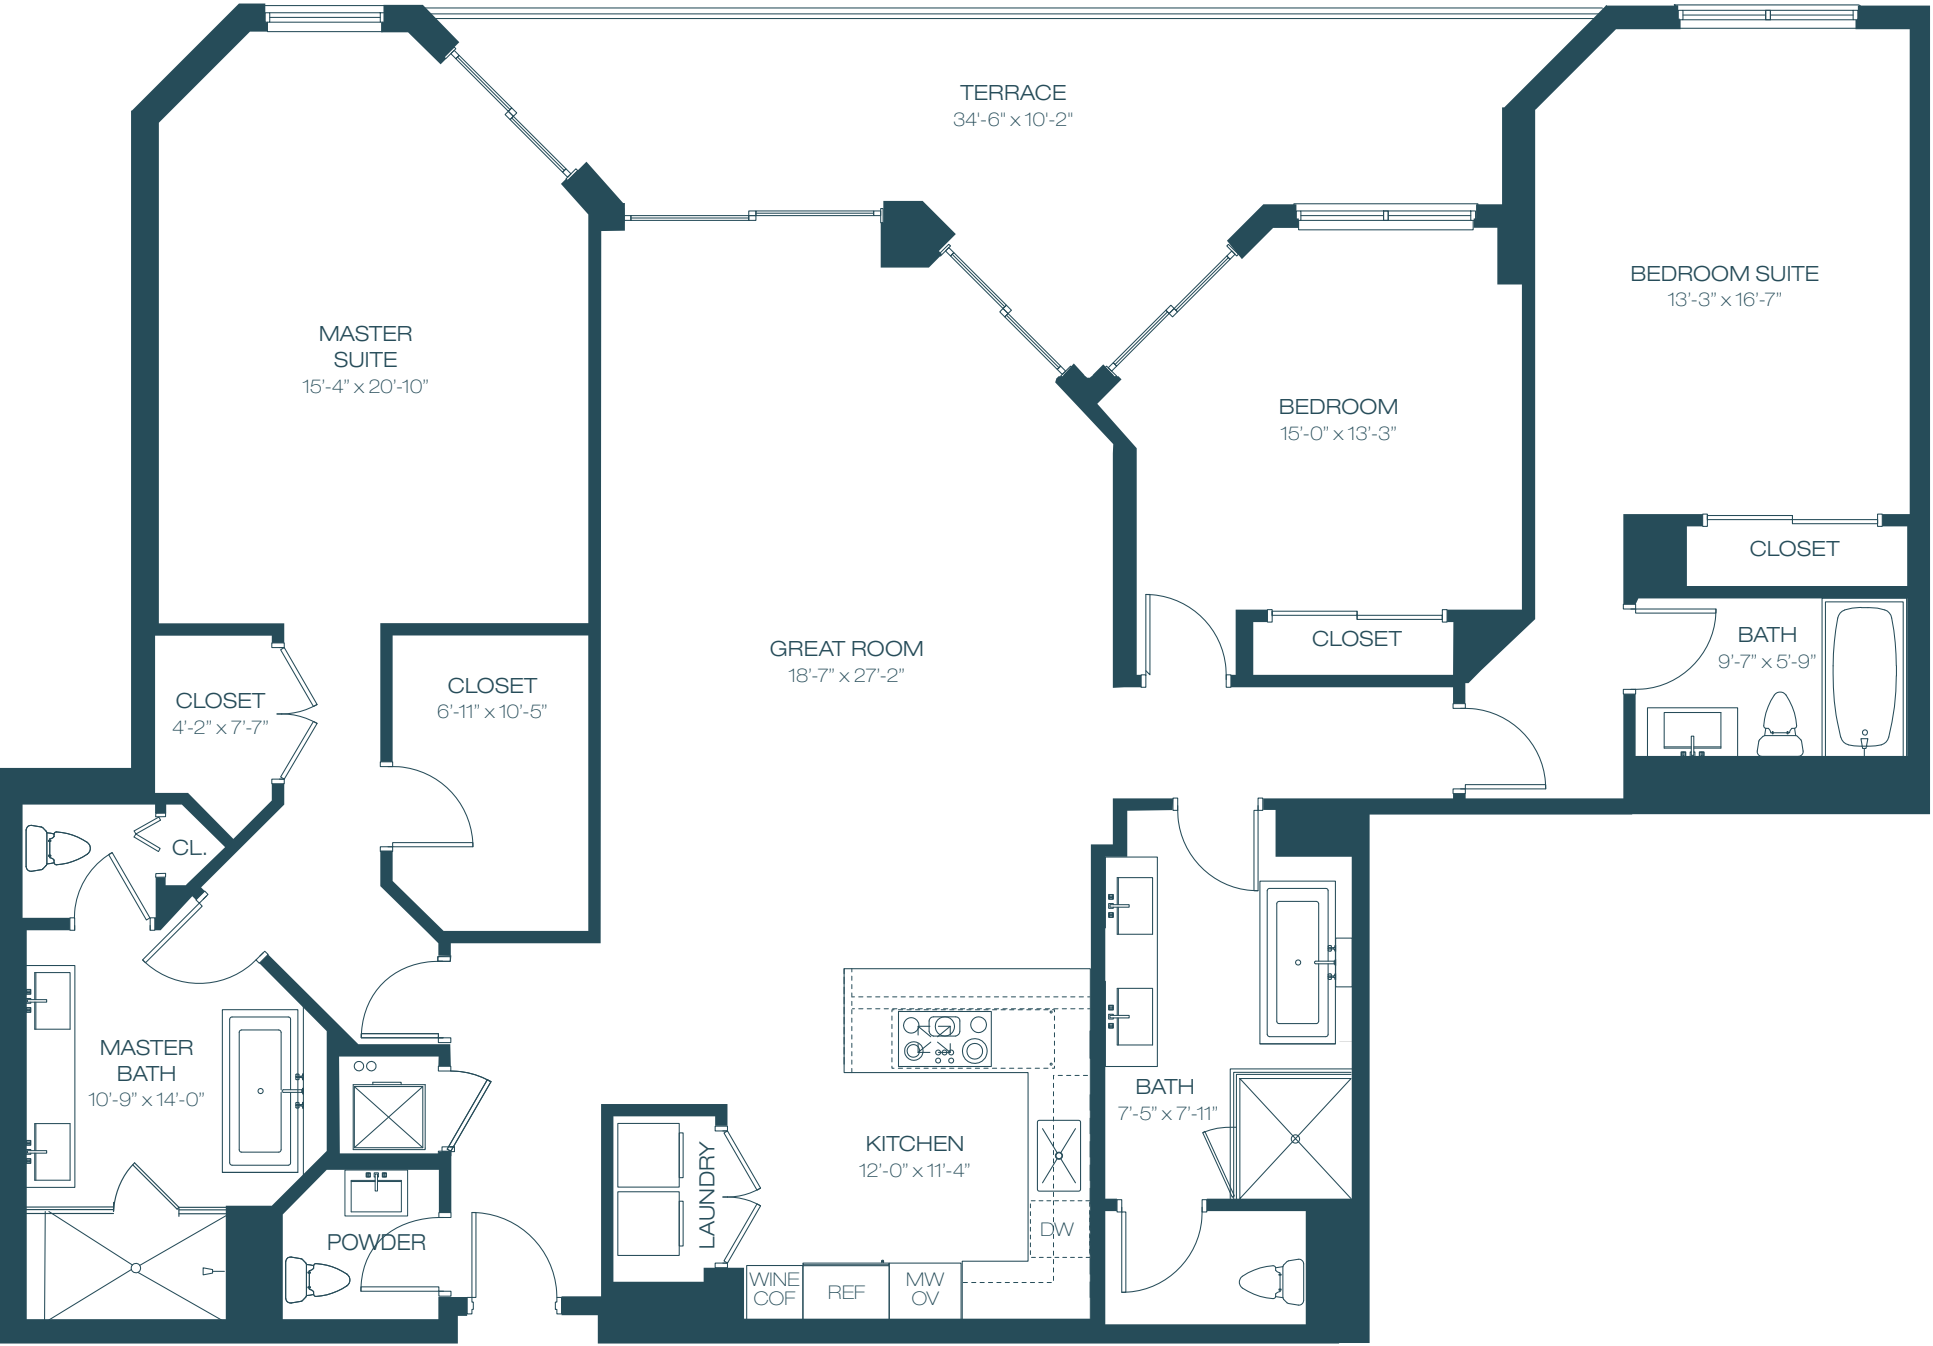 TERRACE
34'-6" x 10'-2"
BEDROOM SUITE
13'-3" x 16'-7"
MASTER
SUITE
15'-4" x 20'-10"
BEDROOM
15'-0" x 13'-3"
CLOSET
CLOSET
BATH
9'-7" x 5'-9"
GREAT ROOM
18'-7" x 27'-2"
CLOSET
6'-11" x 10'-5"
CLOSET
4'-2" x 7'-7"
CL.
MASTER
BATH
10'-9" x 14'-0"
BATH
7'-5" x 7'-11"
KITCHEN
12'-0" x 11'-4"
LAUNDRY
DW
POWDER
WINE
COF
REF
MW
OV